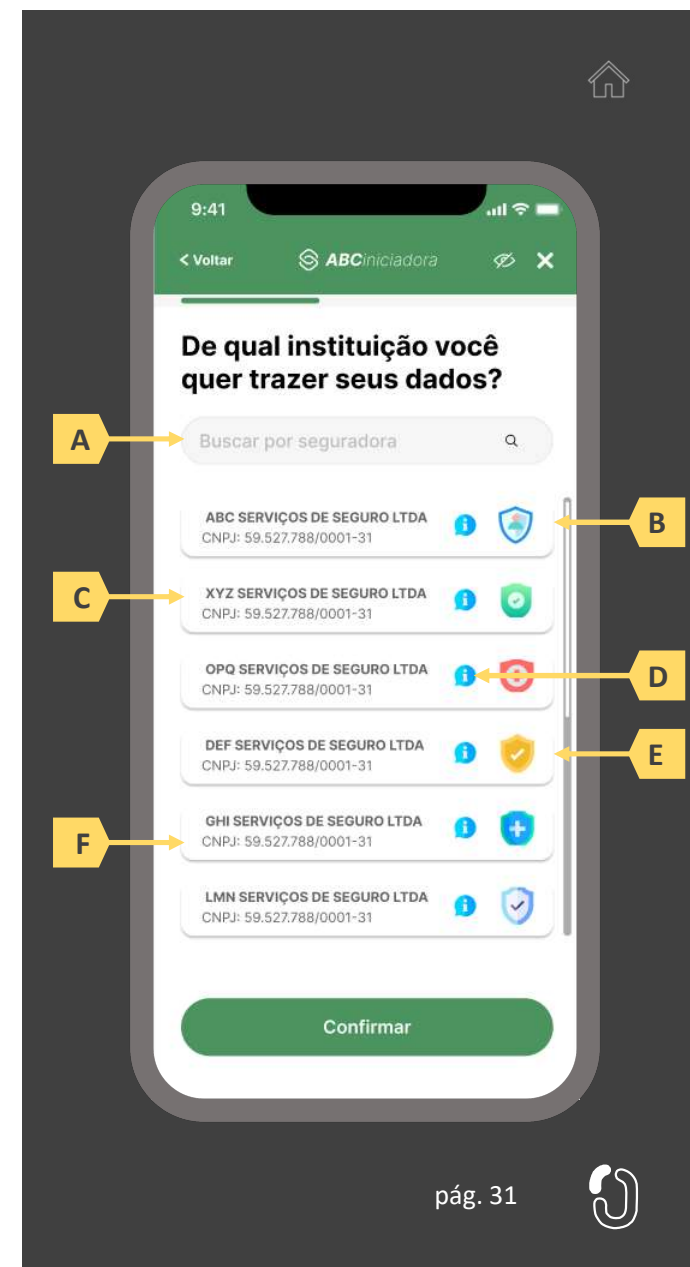 9:41
< Voltar
ABCiniciadora
De qual instituição você
quer trazer seus dados?
A
Buscar por seguradora
ABC SERVIÇOS DE SEGURO LTDA
CNPJ: 59.527.788/0001-31
B
C
XYZ SERVIÇOS DE SEGURO LTDA
CNPJ: 59.527.788/0001-31
OPQ SERVIÇOS DE SEGURO LTDA
CNPJ: 59.527.788/0001-31
D
DEF SERVIÇOS DE SEGURO LTDA
CNPJ: 59.527.788/0001-31
E
F
GHI SERVIÇOS DE SEGURO LTDA
CNPJ: 59.527.788/0001-31
LMN SERVIÇOS DE SEGURO LTDA
CNPJ: 59.527.788/0001-31
Confirmar
pág. 31